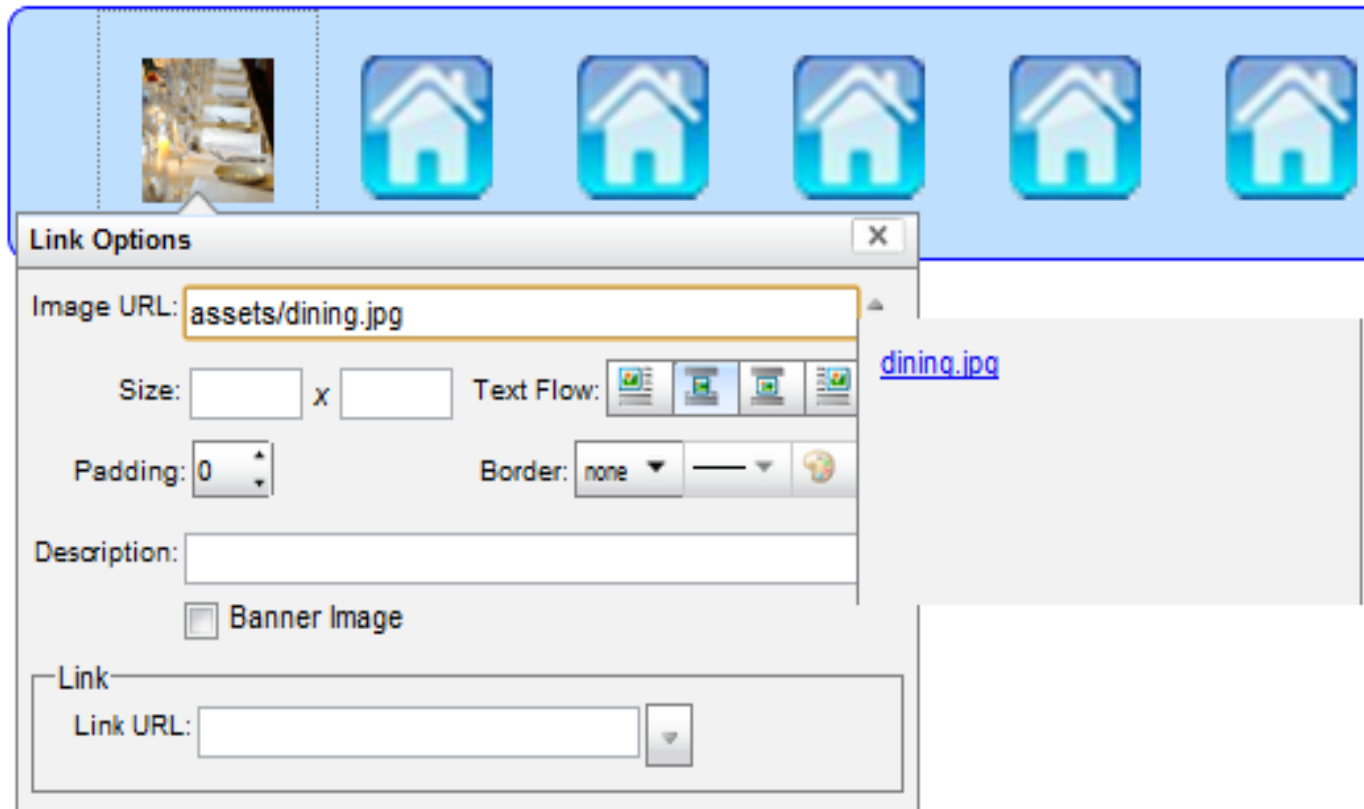 Link Options
Image URL: assets/dining.jpg
dining.jpg
Size: x Text Flow:
Padding: 0 Border: none
Description:
Banner Image
Link
Link URL: